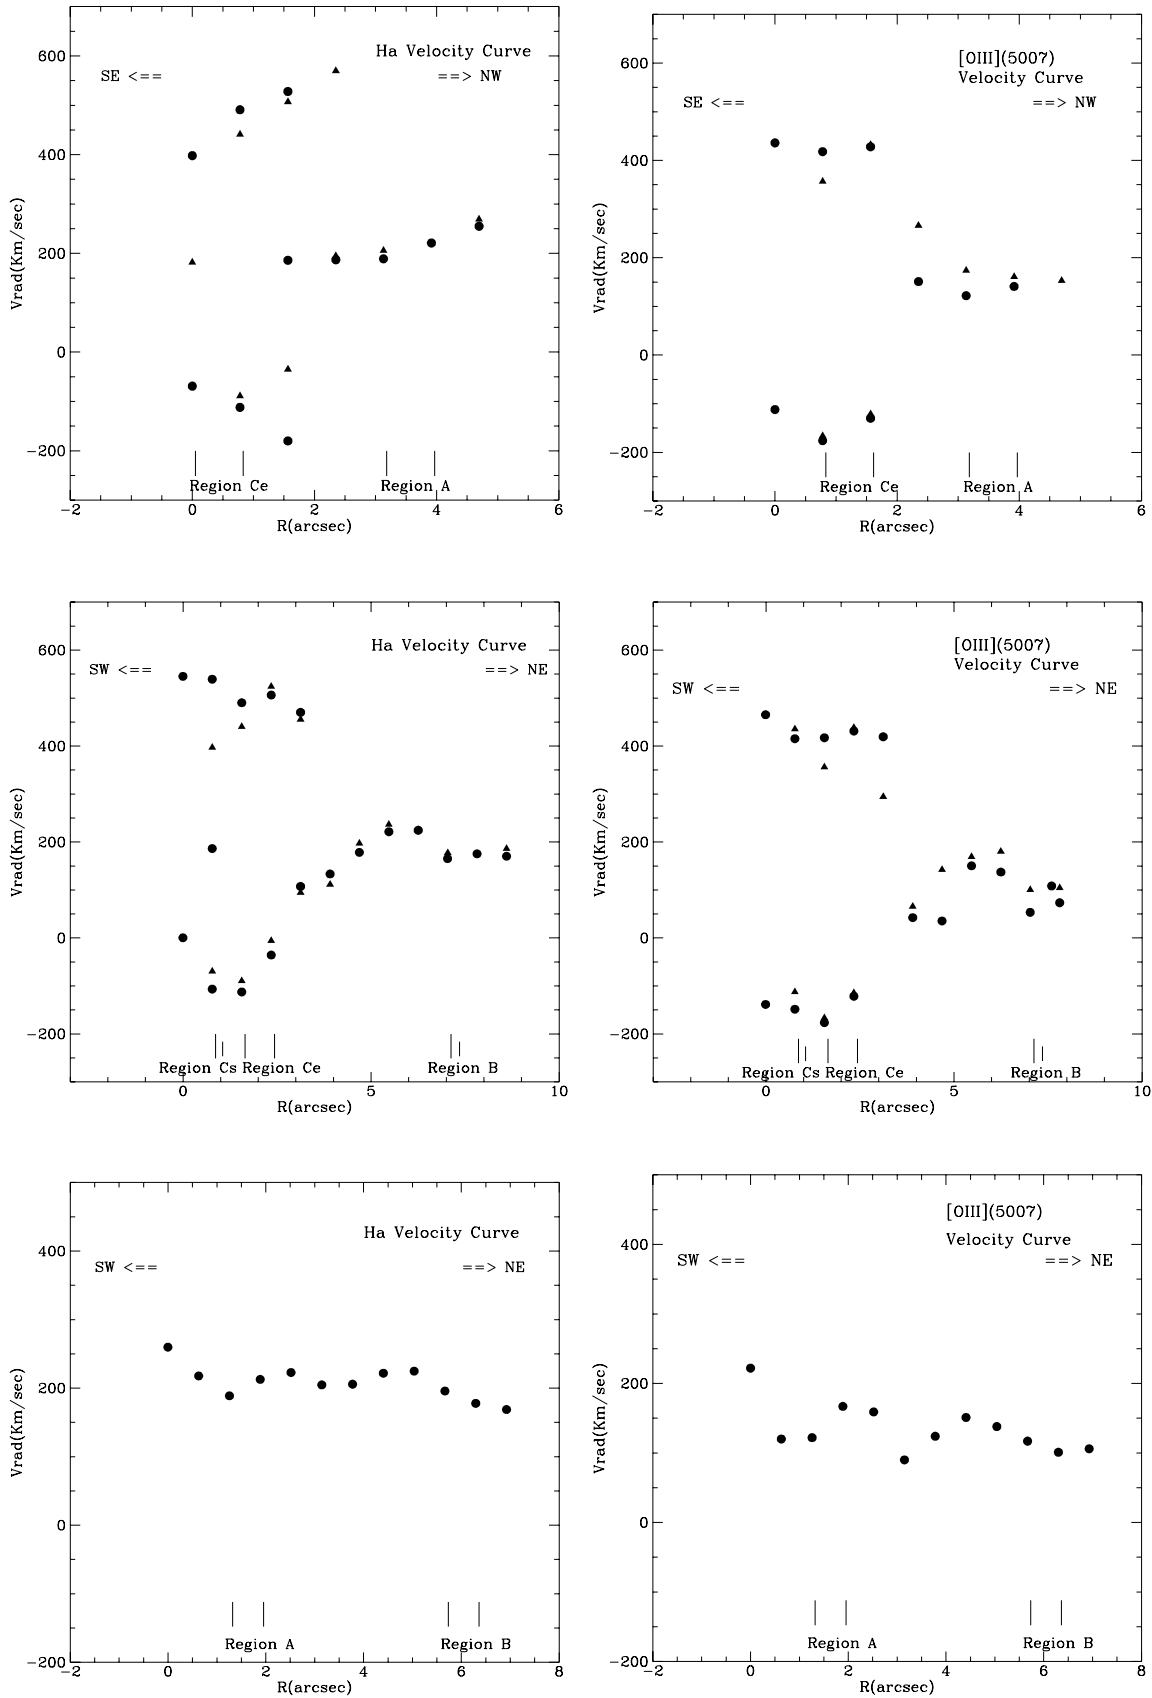 Ha Velocity Curve
SE <==
==> NW
600
400
200
0
−200
Vrad(Km/sec)
Region Ce
Region A
−2 0 2 4 6
R(arcsec)
[OIII](5007)
Velocity Curve
SE <==
==> NW
600
400
200
0
−200
Vrad(Km/sec)
Region Ce
Region A
−2 0 2 4 6
R(arcsec)
Ha Velocity Curve
SW <==
==> NE
600
400
200
0
−200
Vrad(Km/sec)
Region Cs
Region Ce
Region B
0 5 10
R(arcsec)
[OIII](5007)
Velocity Curve
SW <==
==> NE
600
400
200
0
−200
Vrad(Km/sec)
Region Cs
Region Ce
Region B
0 5 10
R(arcsec)
Ha Velocity Curve
SW <==
==> NE
400
200
0
−200
Vrad(Km/sec)
Region A
Region B
−2 0 2 4 6 8
R(arcsec)
[OIII](5007)
Velocity Curve
SW <==
==> NE
400
200
0
−200
Vrad(Km/sec)
Region A
Region B
−2 0 2 4 6 8
R(arcsec)